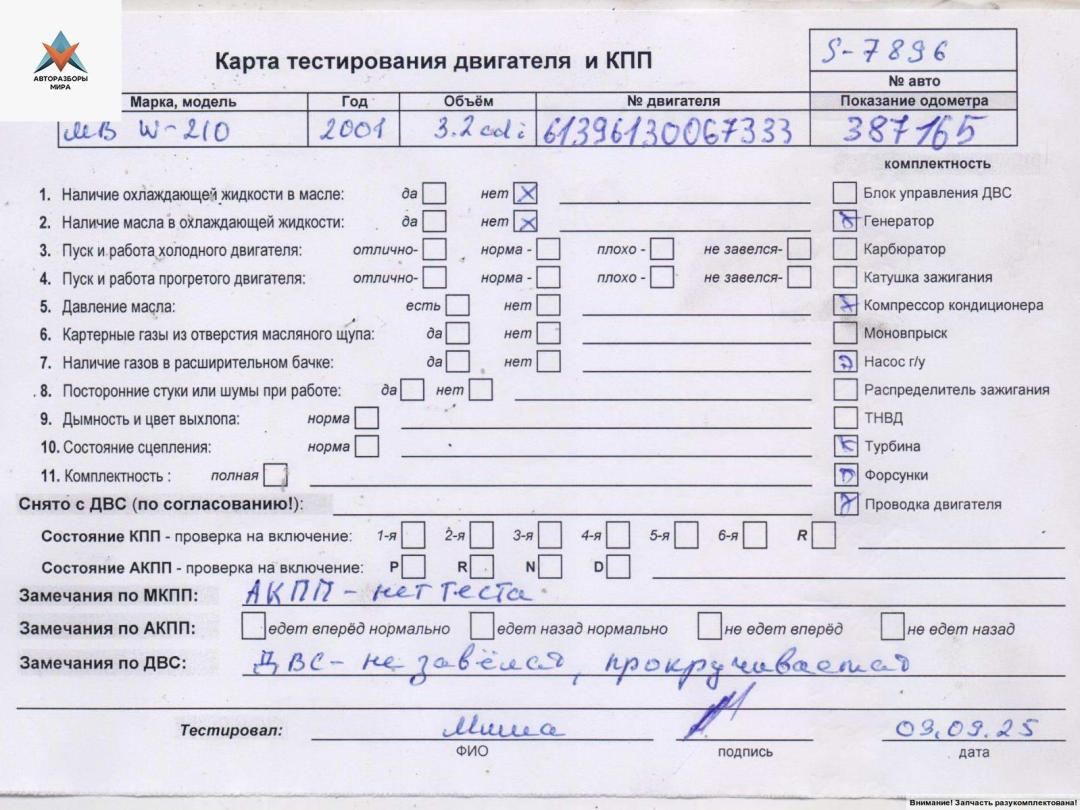 АВТОРАЗБОРЫ
МИРА
Карта тестирования двигателя и КПП
S-7896
№ авто
Марка, модель Год Объём № двигателя Показание одометра
МВ W-210 2001 3.2 cdi 61396130067333 387165
комплектность
1. Наличие охлаждающей жидкости в масле: да нет Блок управления ДВС
2. Наличие масла в охлаждающей жидкости: да нет Генератор
3. Пуск и работа холодного двигателя: отлично- норма - плохо - не завелся- Карбюратор
4. Пуск и работа прогретого двигателя: отлично- норма - плохо - не завелся- Катушка зажигания
5. Давление масла: есть нет Компрессор кондиционера
6. Картерные газы из отверстия масляного щупа: да нет Моновпрыск
7. Наличие газов в расширительном бачке: да нет Насос г/у
8. Посторонние стуки или шумы при работе: да нет Распределитель зажигания
9. Дымность и цвет выхлопа: норма ТНВД
10. Состояние сцепления: норма Турбина
11. Комплектность : полная Форсунки
Снято с ДВС (по согласованию!): Проводка двигателя
Состояние КПП - проверка на включение: 1-я 2-я 3-я 4-я 5-я 6-я R
Состояние АКПП - проверка на включение: P R N D
Замечания по МКПП: АКПП - нет теста
Замечания по АКПП: едет вперёд нормально едет назад нормально не едет вперёд не едет назад
Замечания по ДВС: ДВС - не завёлся, прокручивается
Тестировал: Миша 03.09.25
ФИО подпись дата
Внимание! Запчасть разукомплектована!